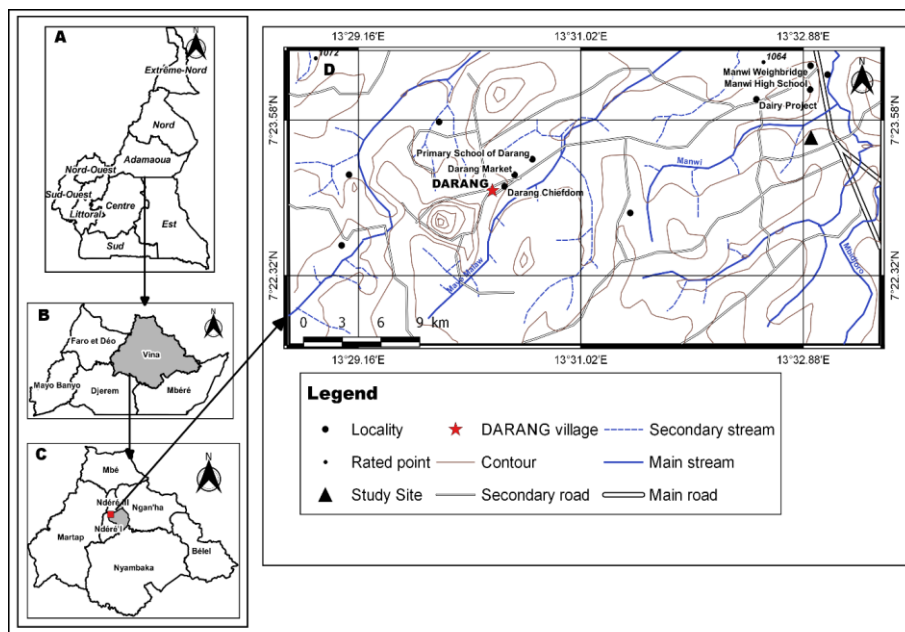 A
N
Extrême-Nord
Nord
Adamaoua
Nord-Ouest
Sud-Ouest
Centre
Littoral
Est
Sud
B
N
Faro et Déo
Vina
Mayo Banyo
Djerem
Mbéré
C
N
Mbé
Ndéré III
Ngan'ha
Ndéré I
Martap
Bélel
Nyambaka
13°29.16'E 13°31.02'E 13°32.88'E
1072
D
1064
N
Manwi Weighbridge
Manwi High School
Dairy Project
7°23.58'N 7°23.58'N
Primary School of Darang
Manwi
Darang Market
DARANG
Darang Chiefdom
7°22.32'N 7°22.32'N
0 3 6 9 km
13°29.16'E 13°31.02'E 13°32.88'E
Legend
Locality DARANG village Secondary stream
Rated point Contour Main stream
Study Site Secondary road Main road